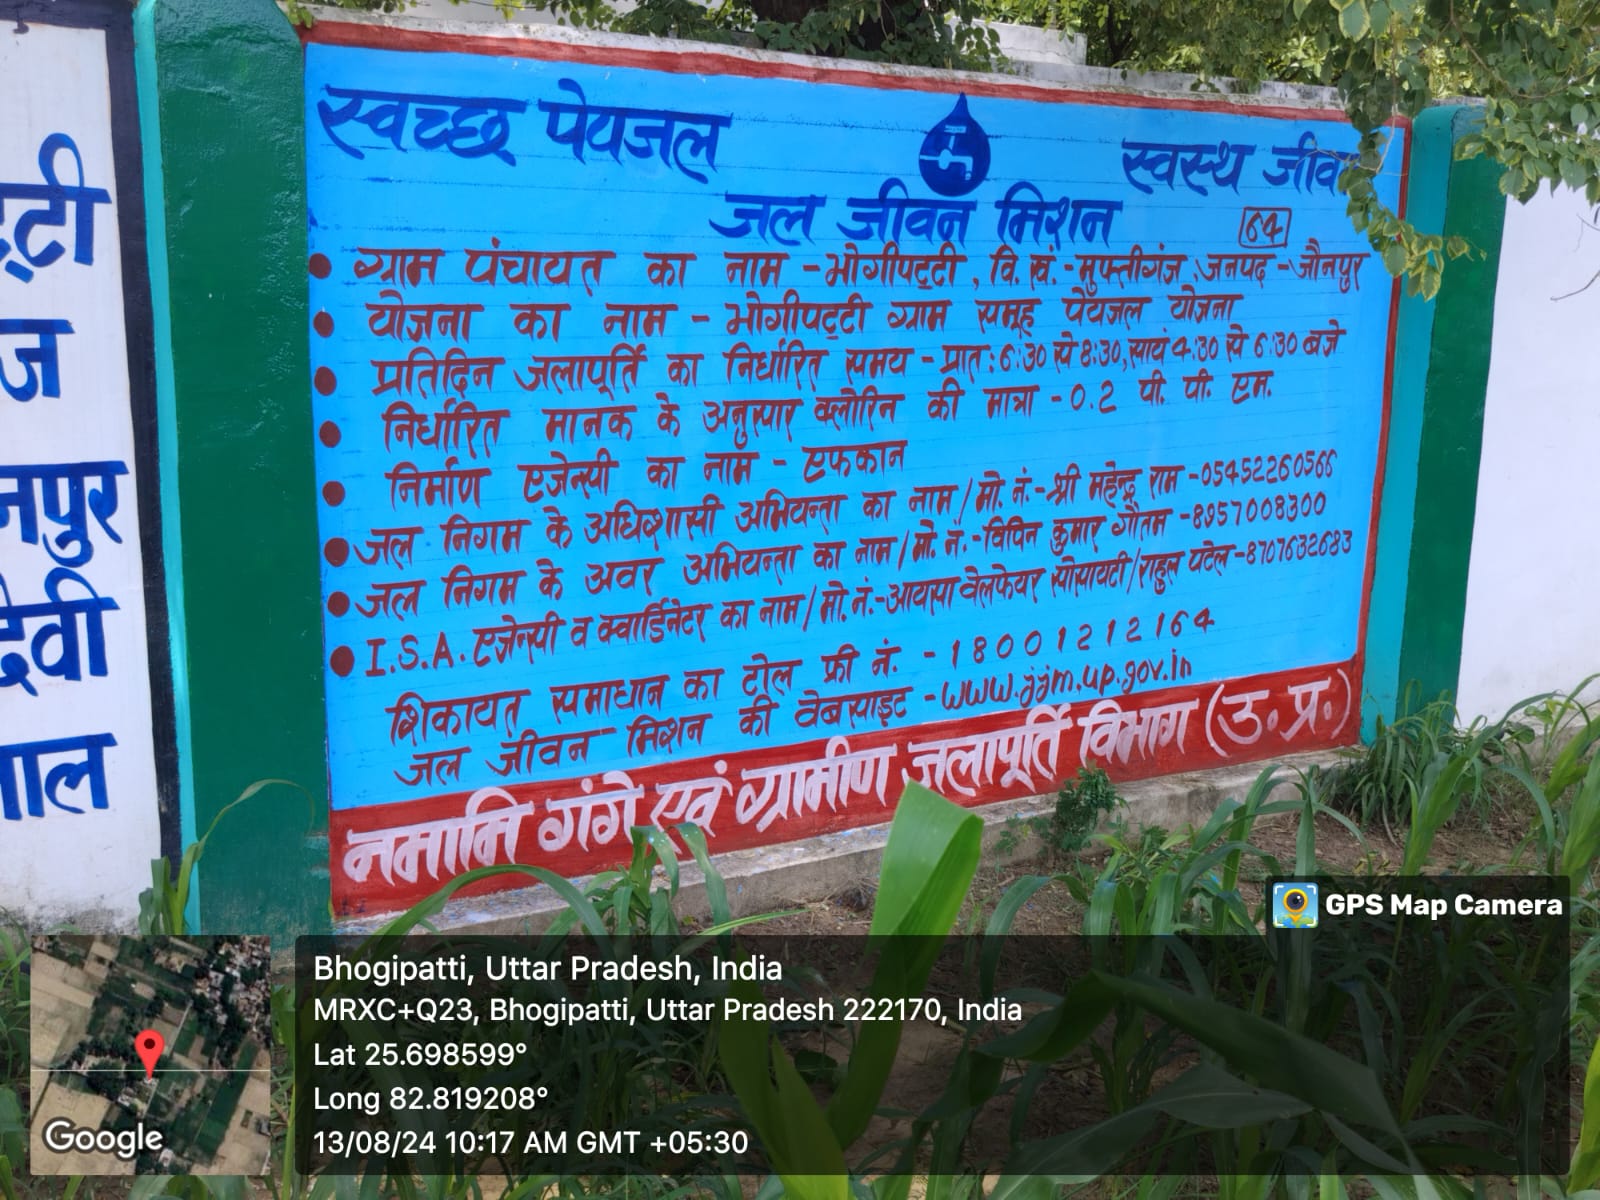 स्वच्छ पेयजल
स्वस्थ जीव
जल जीवन मिशन
64
• ग्राम पंचायत का नाम - भोगीपट्टी, वि.खं.- मुफ्तीगंज, जनपद - जौनपुर
• योजना का नाम - भोगीपट्टी ग्राम समूह पेयजल योजना
• प्रतिदिन जलापूर्ति का निर्धारित समय - प्रात: 6:30 से 8:30, सायं 4:30 से 6:30 बजे
• निर्धारित मानक के अनुसार क्लोरिन की मात्रा - 0.2 पी. पी. एम.
• निर्माण एजेन्सी का नाम - एफकान
• जल निगम के अधिशासी अभियन्ता का नाम / मो. नं.- श्री महेन्द्र राम - 05452260566
• जल निगम के अवर अभियन्ता का नाम / मो. नं.- विपिन कुमार गौतम - 8957008300
• I.S.A. एजेन्सी व क्वार्डिनेटर का नाम / मो. नं.- आयसा वेलफेयर सोसायटी / राहुल पटेल - 8707632683
शिकायत समाधान का टोल फ्री नं. - 18001212164
जल जीवन मिशन की वेबसाइट - www.jjm.up.gov.in
नमामि गंगे एवं ग्रामीण जलापूर्ति विभाग (उ. प्र.)
ट्टी
ज
नपुर
देवी
ाल
GPS Map Camera
Bhogipatti, Uttar Pradesh, India
MRXC+Q23, Bhogipatti, Uttar Pradesh 222170, India
Lat 25.698599°
Long 82.819208°
13/08/24 10:17 AM GMT +05:30
Google